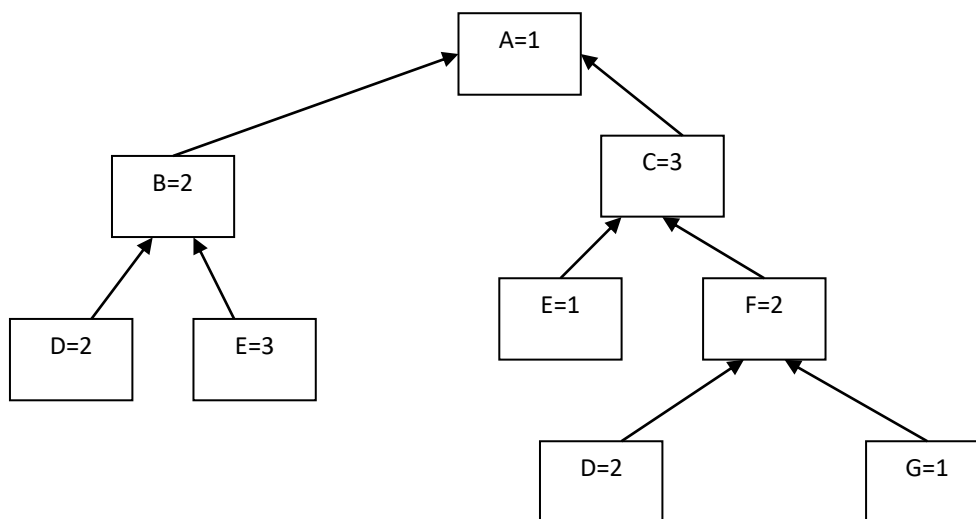 A=1
B=2
C=3
D=2
E=3
E=1
F=2
D=2
G=1